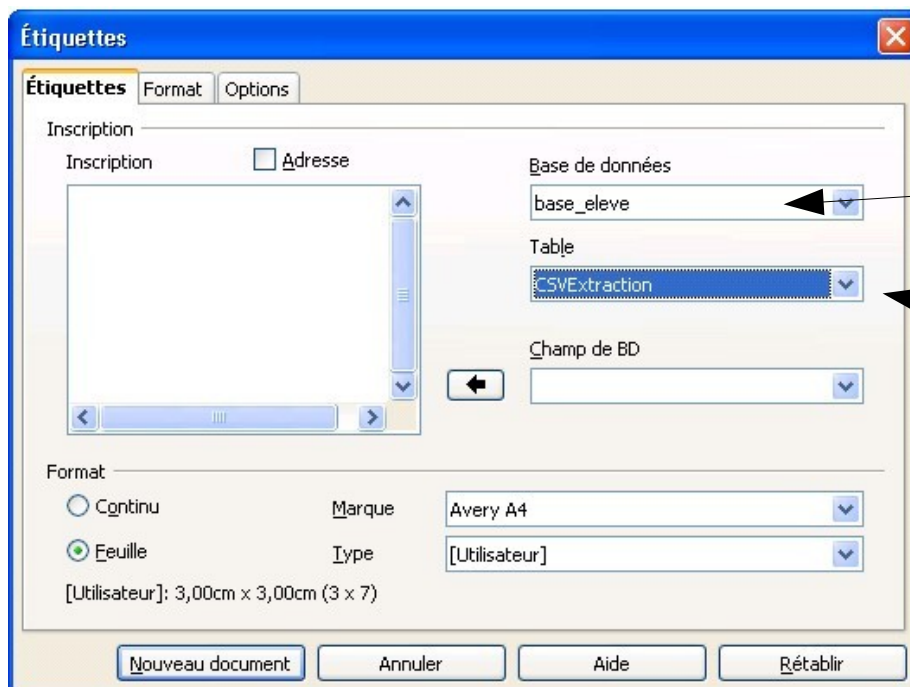 Étiquettes
Étiquettes Format Options
Inscription
Inscription Adresse
Base de données
base_eleve
Table
CSVExtraction
Champ de BD
Format
Continu Marque Avery A4
Feuille Type [Utilisateur]
[Utilisateur]: 3,00cm x 3,00cm (3 x 7)
Nouveau document Annuler Aide Rétablir